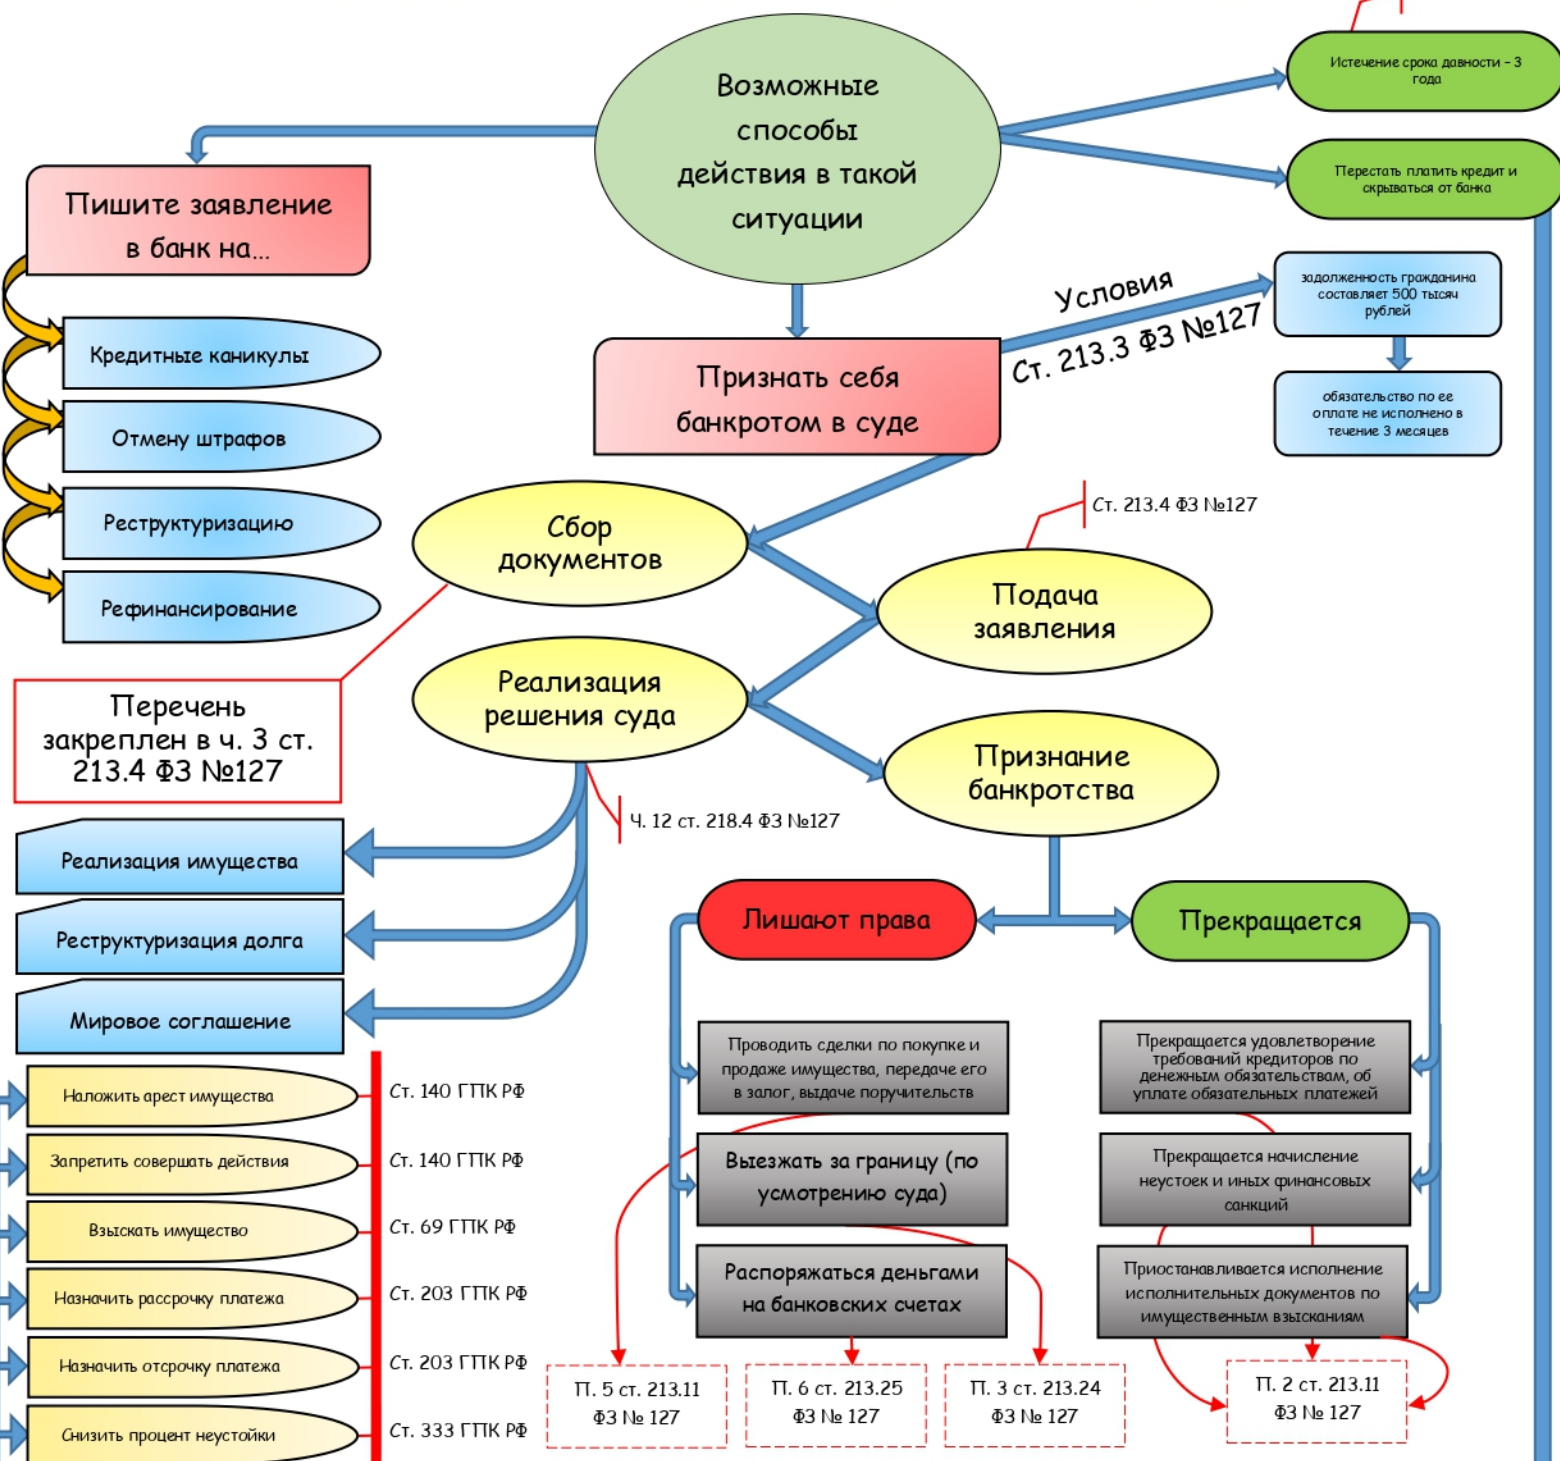 Возможные
способы
действия в такой
ситуации
Истечение срока давности – 3
года
Перестать платить кредит и
скрываться от банка
Пишите заявление
в банк на...
Кредитные каникулы
Отмену штрафов
Реструктуризацию
Рефинансирование
Признать себя
банкротом в суде
Условия
Ст. 213.3 ФЗ №127
задолженность гражданина
составляет 500 тысяч
рублей
обязательство по ее
оплате не исполнено в
течение 3 месяцев
Сбор
документов
Ст. 213.4 ФЗ №127
Подача
заявления
Перечень
закреплен в ч. 3 ст.
213.4 ФЗ №127
Реализация
решения суда
Признание
банкротства
Ч. 12 ст. 218.4 ФЗ №127
Реализация имущества
Реструктуризация долга
Мировое соглашение
Лишают права
Прекращается
Проводить сделки по покупке и
продаже имущества, передаче его
в залог, выдаче поручительств
Выезжать за границу (по
усмотрению суда)
Распоряжаться деньгами
на банковских счетах
Прекращается удовлетворение
требований кредиторов по
денежным обязательствам, об
уплате обязательных платежей
Прекращается начисление
неустоек и иных финансовых
санкций
Приостанавливается исполнение
исполнительных документов по
имущественным взысканиям
Наложить арест имущества
Ст. 140 ГПК РФ
Запретить совершать действия
Ст. 140 ГПК РФ
Взыскать имущество
Ст. 69 ГПК РФ
Назначить рассрочку платежа
Ст. 203 ГПК РФ
Назначить отсрочку платежа
Ст. 203 ГПК РФ
Снизить процент неустойки
Ст. 333 ГПК РФ
П. 5 ст. 213.11
ФЗ № 127
П. 6 ст. 213.25
ФЗ № 127
П. 3 ст. 213.24
ФЗ № 127
П. 2 ст. 213.11
ФЗ № 127